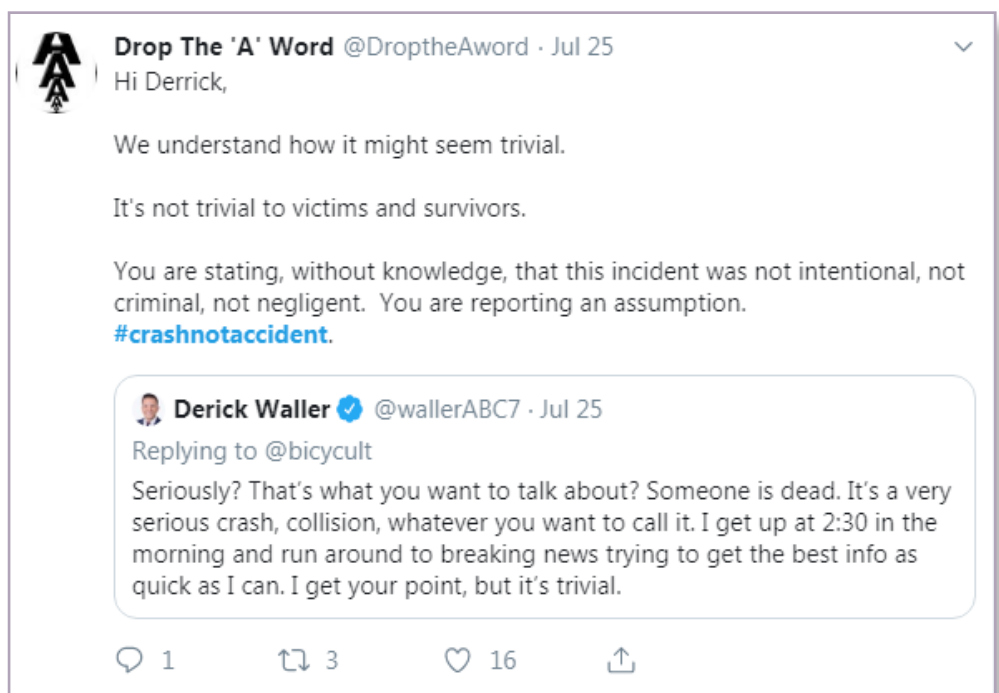 Drop The 'A' Word @DroptheAword · Jul 25
Hi Derrick,
We understand how it might seem trivial.
It's not trivial to victims and survivors.
You are stating, without knowledge, that this incident was not intentional, not
criminal, not negligent.  You are reporting an assumption.
#crashnotaccident.
Derick Waller @wallerABC7 · Jul 25
Replying to @bicycult
Seriously? That’s what you want to talk about? Someone is dead. It’s a very
serious crash, collision, whatever you want to call it. I get up at 2:30 in the
morning and run around to breaking news trying to get the best info as
quick as I can. I get your point, but it’s trivial.
1 3 16